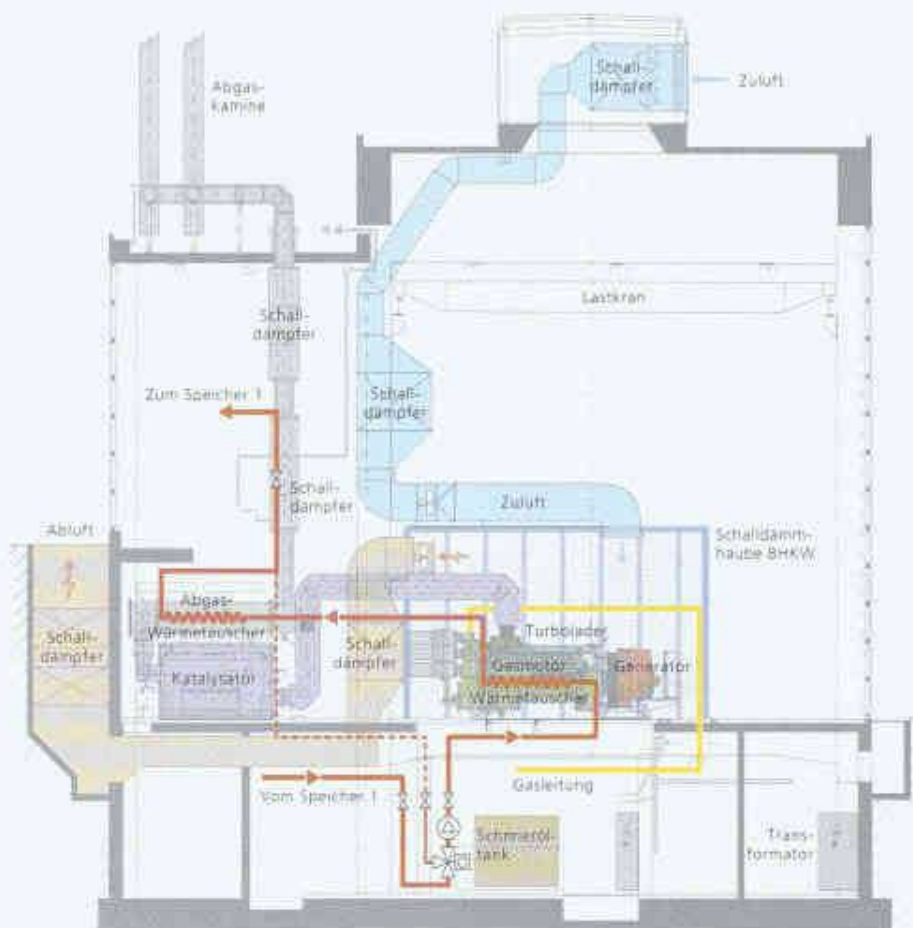 Schall-
dämpfer
Zuluft
Abgas-
kamine
Lastkran
Schall-
dämpfer
Zum Speicher 1
Schall-
dämpfer
Schall-
dämpfer
Zuluft
Abluft
Schalldämm-
haube BHKW
Abgas-
Wärmetauscher
Turbolader
Schall-
dämpfer
Schall-
dämpfer
Gasmotor
Generator
Katalysator
Wärmetauscher
Gasleitung
Vom Speicher 1
Schmieröl-
tank
Trans-
formator